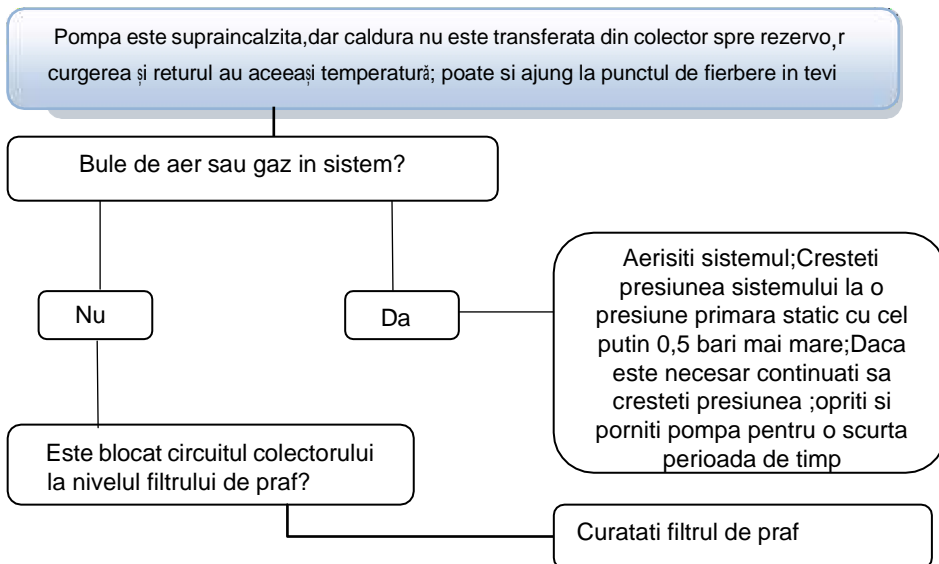 Pompa este supraincalzita,dar caldura nu este transferata din colector spre rezervo,r
curgerea și returul au aceeași temperatură; poate si ajung la punctul de fierbere in tevi
Bule de aer sau gaz in sistem?
Nu
Da
Aerisiti sistemul;Cresteti
presiunea sistemului la o
presiune primara static cu cel
putin 0,5 bari mai mare;Daca
este necesar continuati sa
cresteti presiunea ;opriti si
porniti pompa pentru o scurta
perioada de timp
Este blocat circuitul colectorului
la nivelul filtrului de praf?
Curatati filtrul de praf